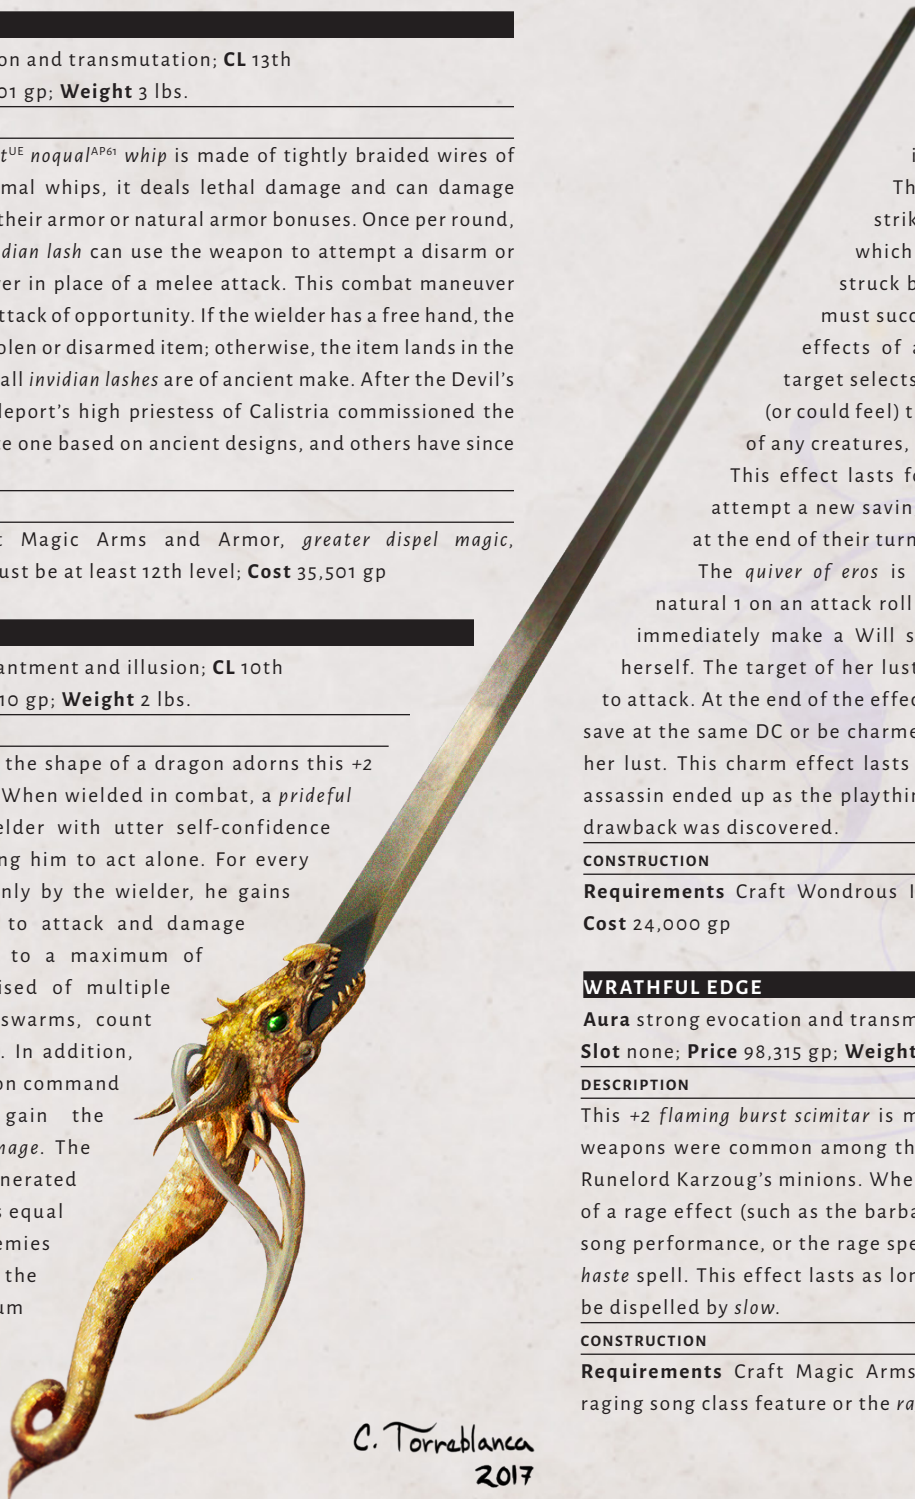 on and transmutation; CL 13th
01 gp; Weight 3 lbs.
tUE noqualAP61 whip is made of tightly braided wires of
mal whips, it deals lethal damage and can damage
their armor or natural armor bonuses. Once per round,
dian lash can use the weapon to attempt a disarm or
er in place of a melee attack. This combat maneuver
ttack of opportunity. If the wielder has a free hand, the
olen or disarmed item; otherwise, the item lands in the
all invidian lashes are of ancient make. After the Devil's
leport's high priestess of Calistria commissioned the
e one based on ancient designs, and others have since
t Magic Arms and Armor, greater dispel magic,
ust be at least 12th level; Cost 35,501 gp
antment and illusion; CL 10th
10 gp; Weight 2 lbs.
the shape of a dragon adorns this +2
When wielded in combat, a prideful
elder with utter self-confidence
ng him to act alone. For every
nly by the wielder, he gains
to attack and damage
to a maximum of
ised of multiple
swarms, count
. In addition,
on command
gain the
mage. The
nerated
s equal
emies
the
um
C. Torreblanca
2017
i
Th
strik
which
struck b
must succ
effects of a
target selects
(or could feel) t
of any creatures,
This effect lasts fo
attempt a new savin
at the end of their turn
The quiver of eros is
natural 1 on an attack roll
immediately make a Will s
herself. The target of her lust
to attack. At the end of the effec
save at the same DC or be charme
her lust. This charm effect lasts
assassin ended up as the playthin
drawback was discovered.
CONSTRUCTION
Requirements Craft Wondrous I
Cost 24,000 gp
WRATHFUL EDGE
Aura strong evocation and transm
Slot none; Price 98,315 gp; Weight
DESCRIPTION
This +2 flaming burst scimitar is m
weapons were common among th
Runelord Karzoug's minions. Whe
of a rage effect (such as the barba
song performance, or the rage spe
haste spell. This effect lasts as lon
be dispelled by slow.
CONSTRUCTION
Requirements Craft Magic Arms
raging song class feature or the ra